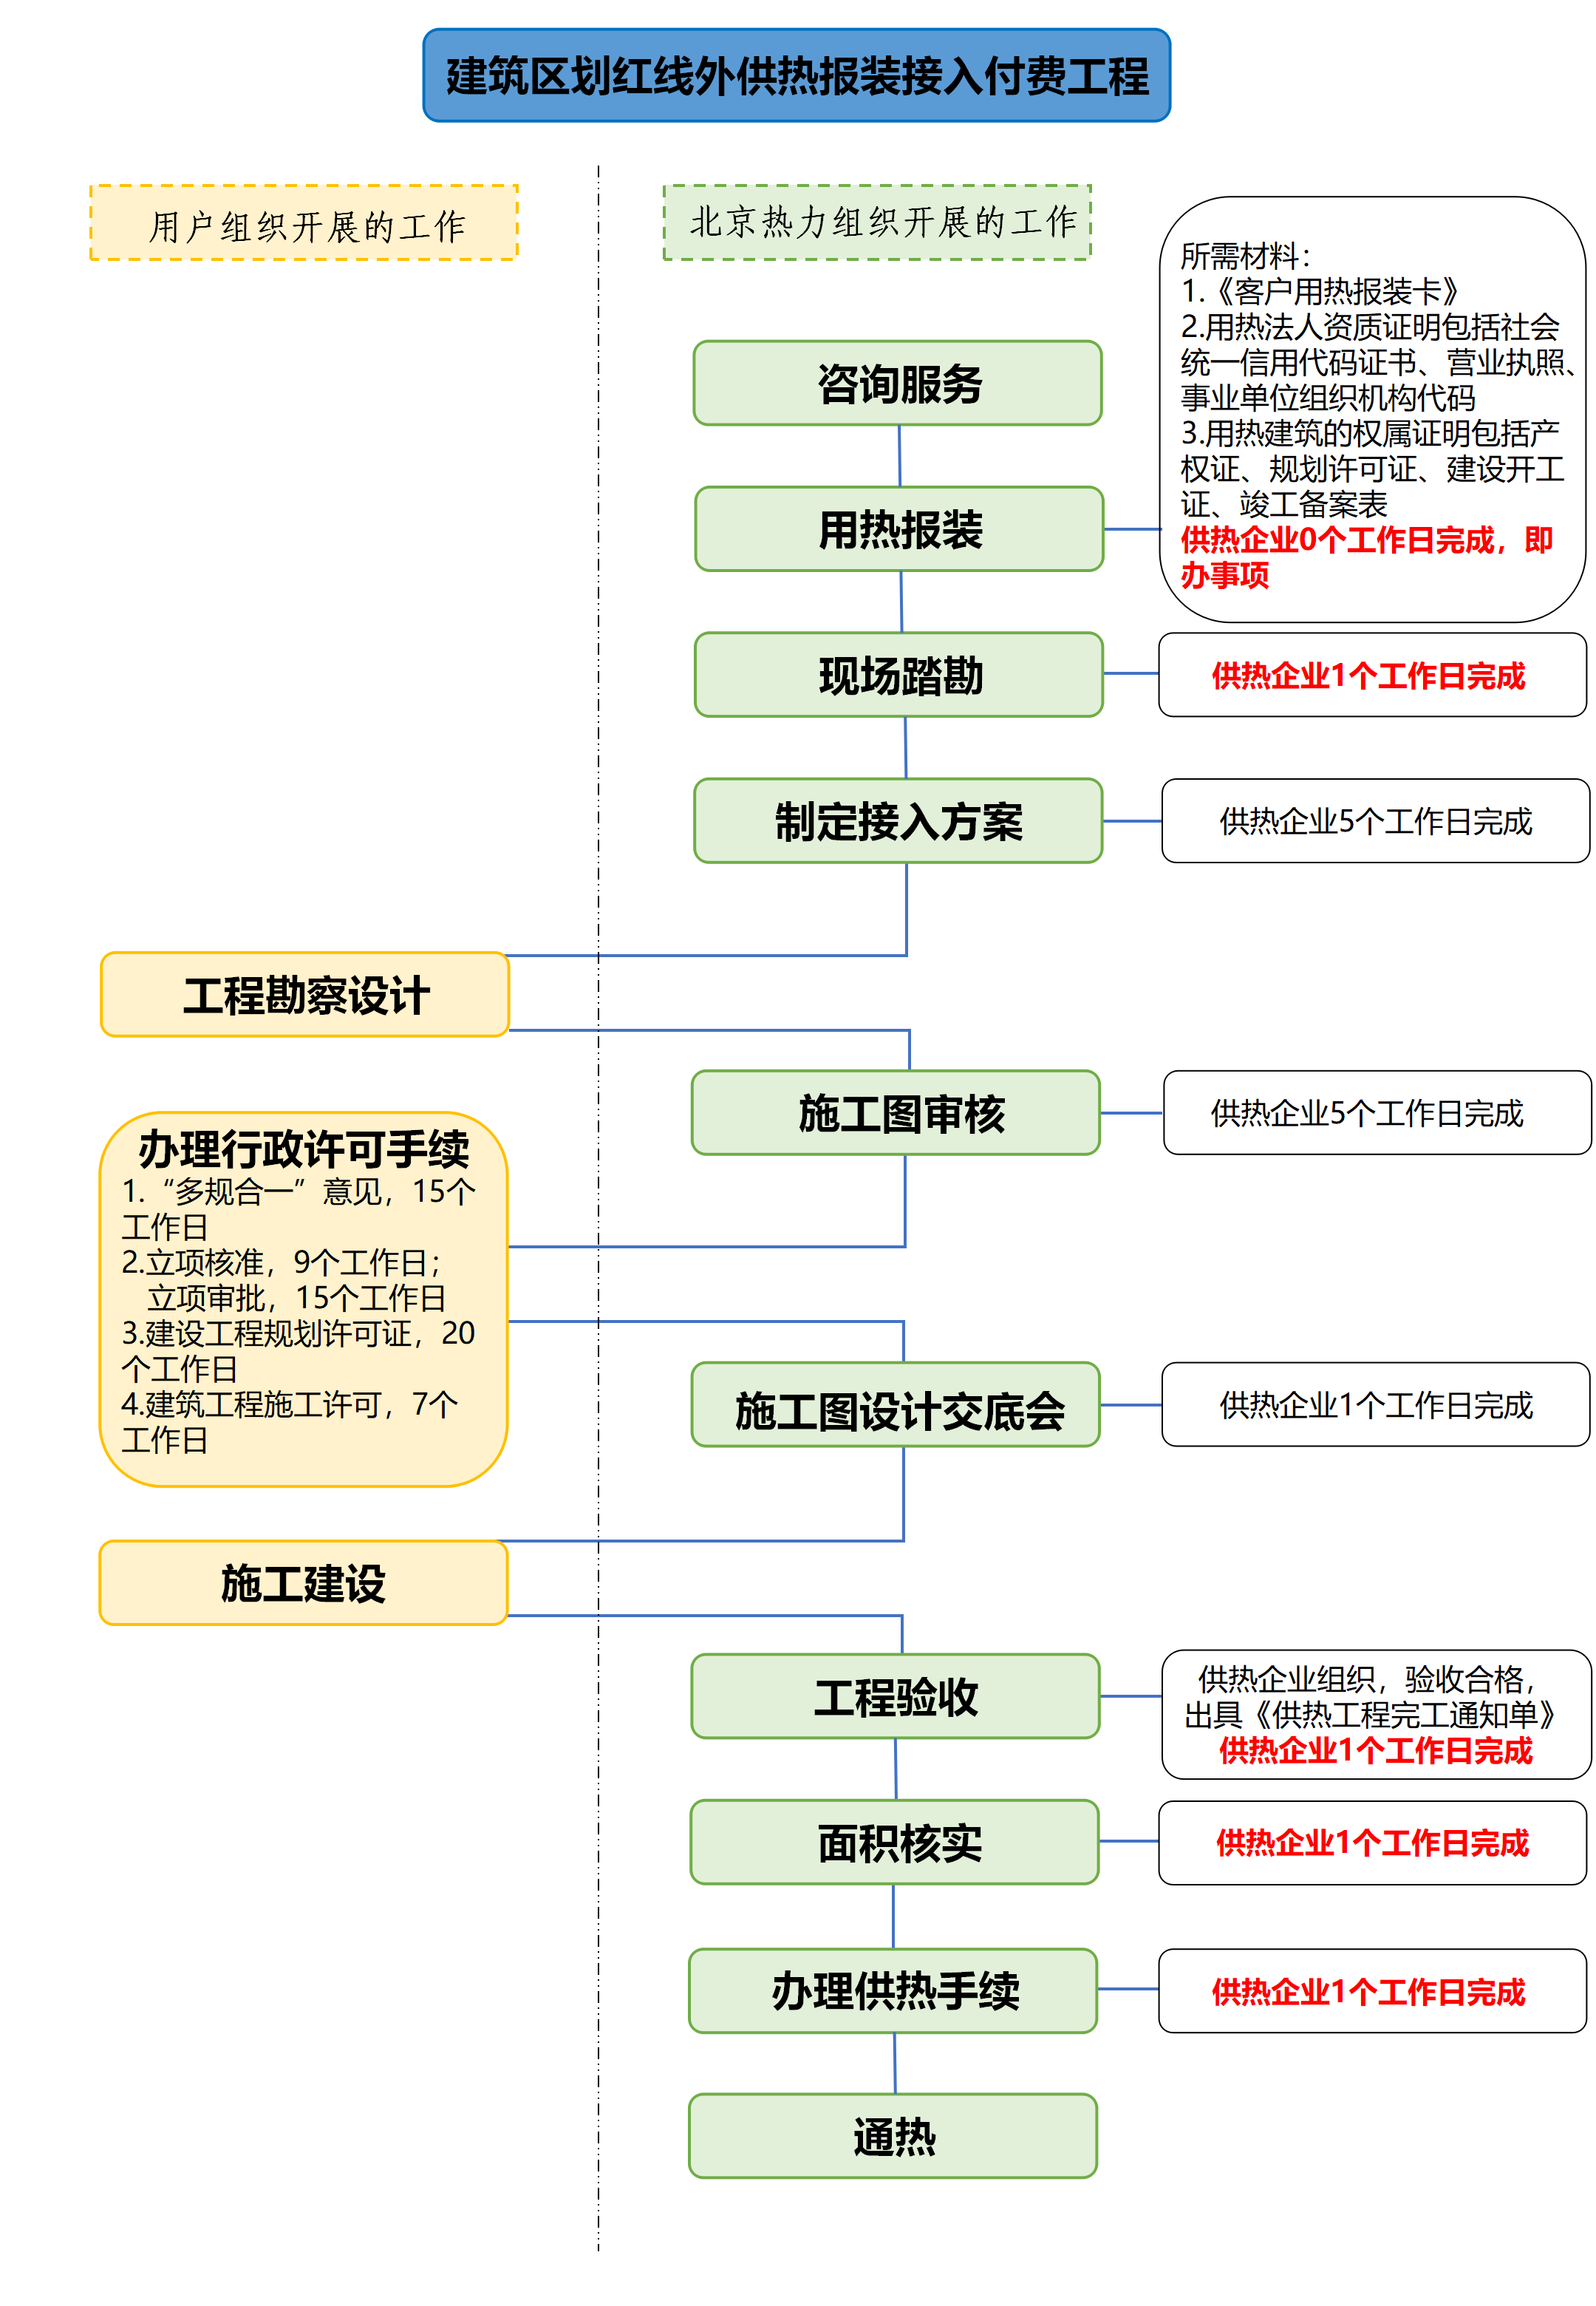 建筑区划红线外供热报装接入付费工程
用户组织开展的工作
北京热力组织开展的工作
咨询服务
用热报装
所需材料：
1.《客户用热报装卡》
2.用热法人资质证明包括社会
统一信用代码证书、营业执照、
事业单位组织机构代码
3.用热建筑的权属证明包括产
权证、规划许可证、建设开工
证、竣工备案表
供热企业0个工作日完成，即
办事项
现场踏勘
供热企业1个工作日完成
制定接入方案
供热企业5个工作日完成
工程勘察设计
施工图审核
供热企业5个工作日完成
办理行政许可手续
1.“多规合一”意见，15个
工作日
2.立项核准，9个工作日；
立项审批，15个工作日
3.建设工程规划许可证，20
个工作日
4.建筑工程施工许可，7个
工作日
施工图设计交底会
供热企业1个工作日完成
施工建设
工程验收
供热企业组织，验收合格，
出具《供热工程完工通知单》
供热企业1个工作日完成
面积核实
供热企业1个工作日完成
办理供热手续
供热企业1个工作日完成
通热